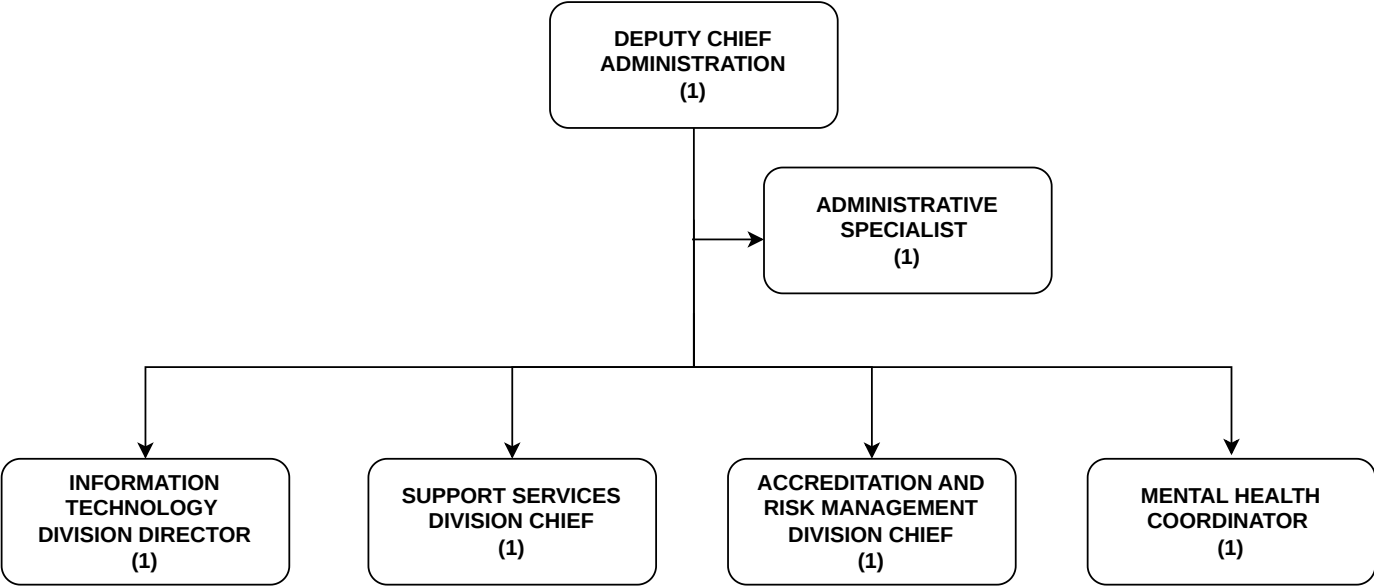 DEPUTY CHIEF
ADMINISTRATION
(1)
ADMINISTRATIVE
SPECIALIST
(1)
INFORMATION
TECHNOLOGY
DIVISION DIRECTOR
(1)
SUPPORT SERVICES
DIVISION CHIEF
(1)
ACCREDITATION AND
RISK MANAGEMENT
DIVISION CHIEF
(1)
MENTAL HEALTH
COORDINATOR
(1)